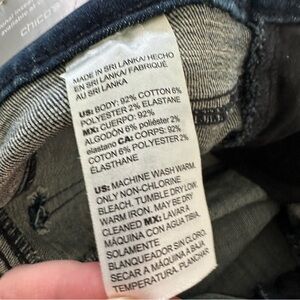 chico's
MADE IN SRI LANKA/ HECHO
EN SRI LANKA/ FABRIQUÉ
AU SRI LANKA
US: BODY: 92% COTTON 6%
POLYESTER 2% ELASTANE
MX: CUERPO: 92%
ALGODÓN 6% poliéster 2%
elastano CA: CORPS: 92%
COTON 6% POLYESTER 2%
ÉLASTHANE
US: MACHINE WASH WARM.
ONLY NON-CHLORINE
BLEACH. TUMBLE DRY LOW.
WARM IRON. MAY BE DRY
CLEANED MX: LAVAR A
MÁQUINA CON AGUA TIBIA.
SOLAMENTE
BLANQUEADOR SIN CLORO.
SECAR A MÁQUINA A BAJA
TEMPERATURA. PLANCHAR